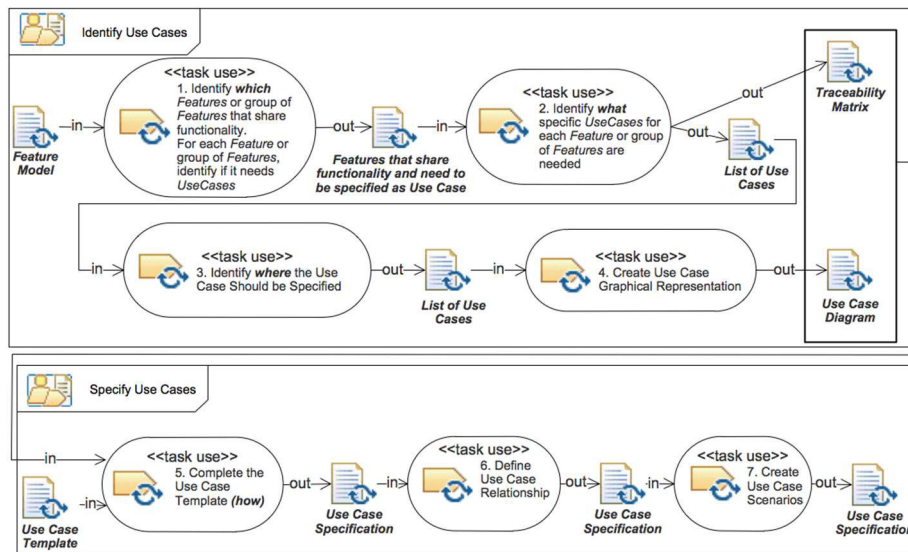 Identify Use Cases
<<task use>>
1. Identify which
Features or group of
Features that share
functionality.
For each Feature or
group of Features,
identify if it needs
UseCases
<<task use>>
2. Identify what
specific UseCases for
each Feature or group
of Features are
needed
in
out
in
out
out
Feature
Model
Features that share
functionality and need to
be specified as Use Case
List of Use
Cases
Traceability
Matrix
in
<<task use>>
3. Identify where the Use
Case Should be Specified
out
List of Use
Cases
in
<<task use>>
4. Create Use Case
Graphical Representation
out
Use Case
Diagram
Specify Use Cases
in
in
Use Case
Template
<<task use>>
5. Complete the
Use Case
Template (how)
out
Use Case
Specification
in
<<task use>>
6. Define
Use Case
Relationship
out
Use Case
Specification
in
<<task use>>
7. Create
Use Case
Scenarios
out
Use Case
Specification